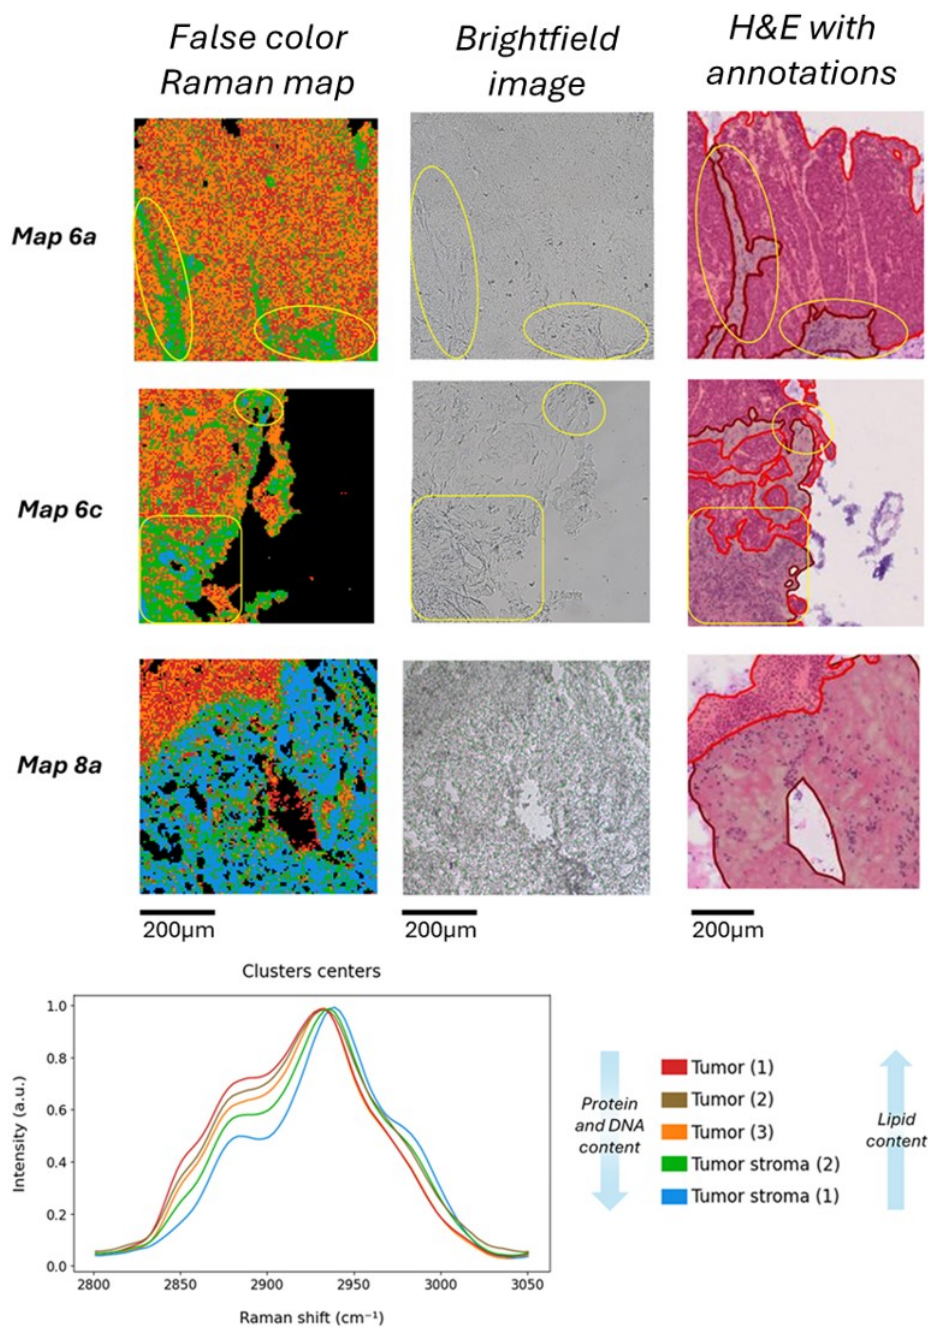 False color
Raman map
Brightfield
image
H&E with
annotations
Map 6a
Map 6c
Map 8a
200µm
200µm
200µm
Clusters centers
Intensity (a.u.)
1.0
0.8
0.6
0.4
0.2
0.0
2800
2850
2900
2950
3000
3050
Raman shift (cm⁻¹)
Protein
and DNA
content
Tumor (1)
Tumor (2)
Tumor (3)
Tumor stroma (2)
Tumor stroma (1)
Lipid
content